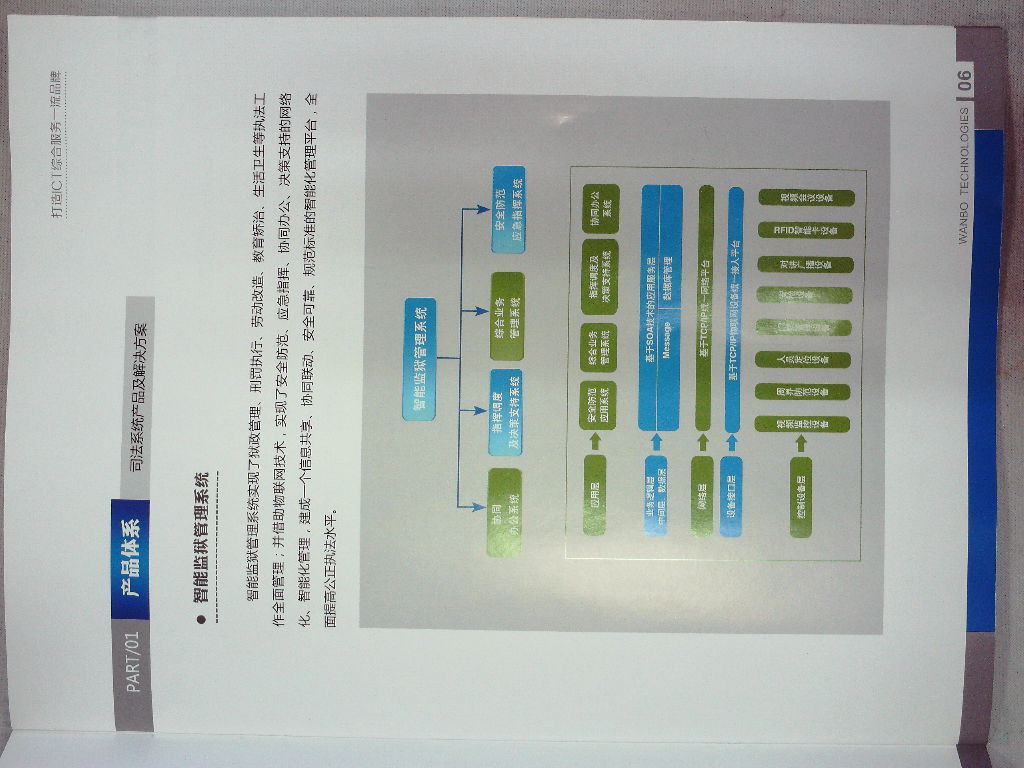 打造ICT综合服务一流品牌
PART/01 产品体系 司法系统产品及解决方案
● 智能监狱管理系统
智能监狱管理系统实现了狱政管理、刑罚执行、劳动改造、教育矫治、生活卫生等执法工
作全面管理；并借助物联网技术，实现了安全防范、应急指挥、协同办公、决策支持的网络
化、智能化管理；建成一个信息共享、协同联动、安全可靠、规范标准的智能化管理平台，全
面提高公正执法水平。
智能监狱管理系统
协同
办公系统
指挥调度
及决策支持系统
综合业务
管理系统
安全防范
应急指挥系统
应用层
安全防范
应用系统
综合业务
管理系统
指挥调度及
决策支持系统
协同办公
系统
业务逻辑层
中间层、数据层
基于SOA技术的应用服务层
Message 数据库管理
网络层
基于TCP/IP统一网络平台
设备接口层
基于TCP/IP物联网设备统一接入平台
控制设备层
视频监控设备
周界防范设备
人员定位设备
对讲广播设备
RFID智能卡设备
视频会议设备
WANBO TECHNOLOGIES | 06